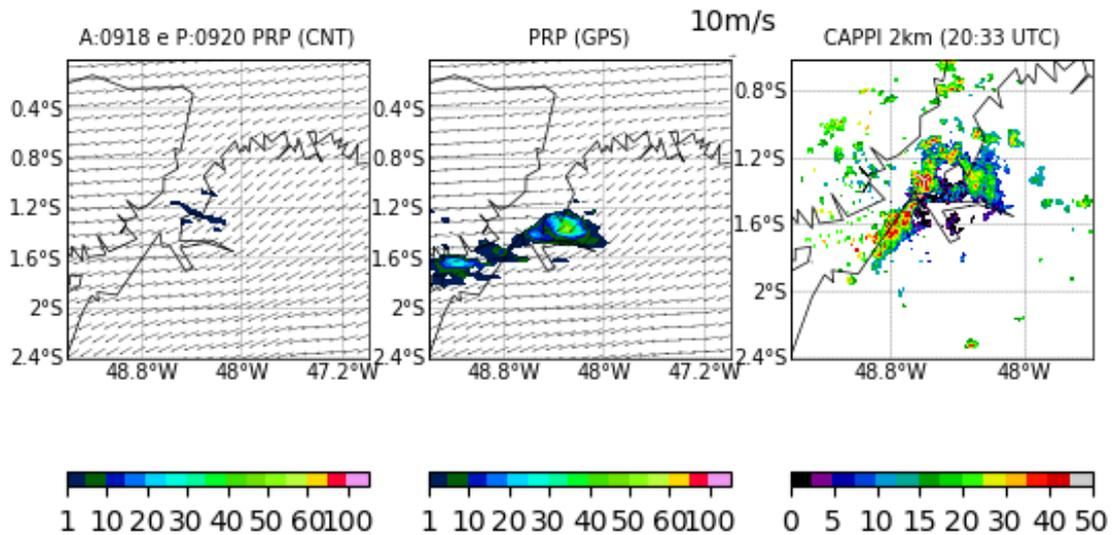 10m/s
A:0918 e P:0920 PRP (CNT)
PRP (GPS)
CAPPI 2km (20:33 UTC)
0.4°S
0.8°S
1.2°S
1.6°S
2°S
2.4°S
48.8°W 48°W 47.2°W
0.4°S
0.8°S
1.2°S
1.6°S
2°S
2.4°S
48.8°W 48°W 47.2°W
0.8°S
1.2°S
1.6°S
2°S
2.4°S
48.8°W 48°W
1 10 20 30 40 50 60 100
1 10 20 30 40 50 60 100
0 5 10 15 20 30 40 50